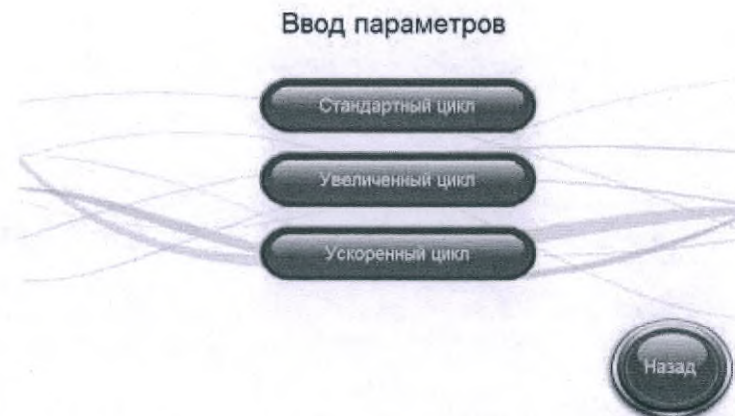 Ввод параметров
Стандартный цикл
Увеличенный цикл
Ускоренный цикл
Назад